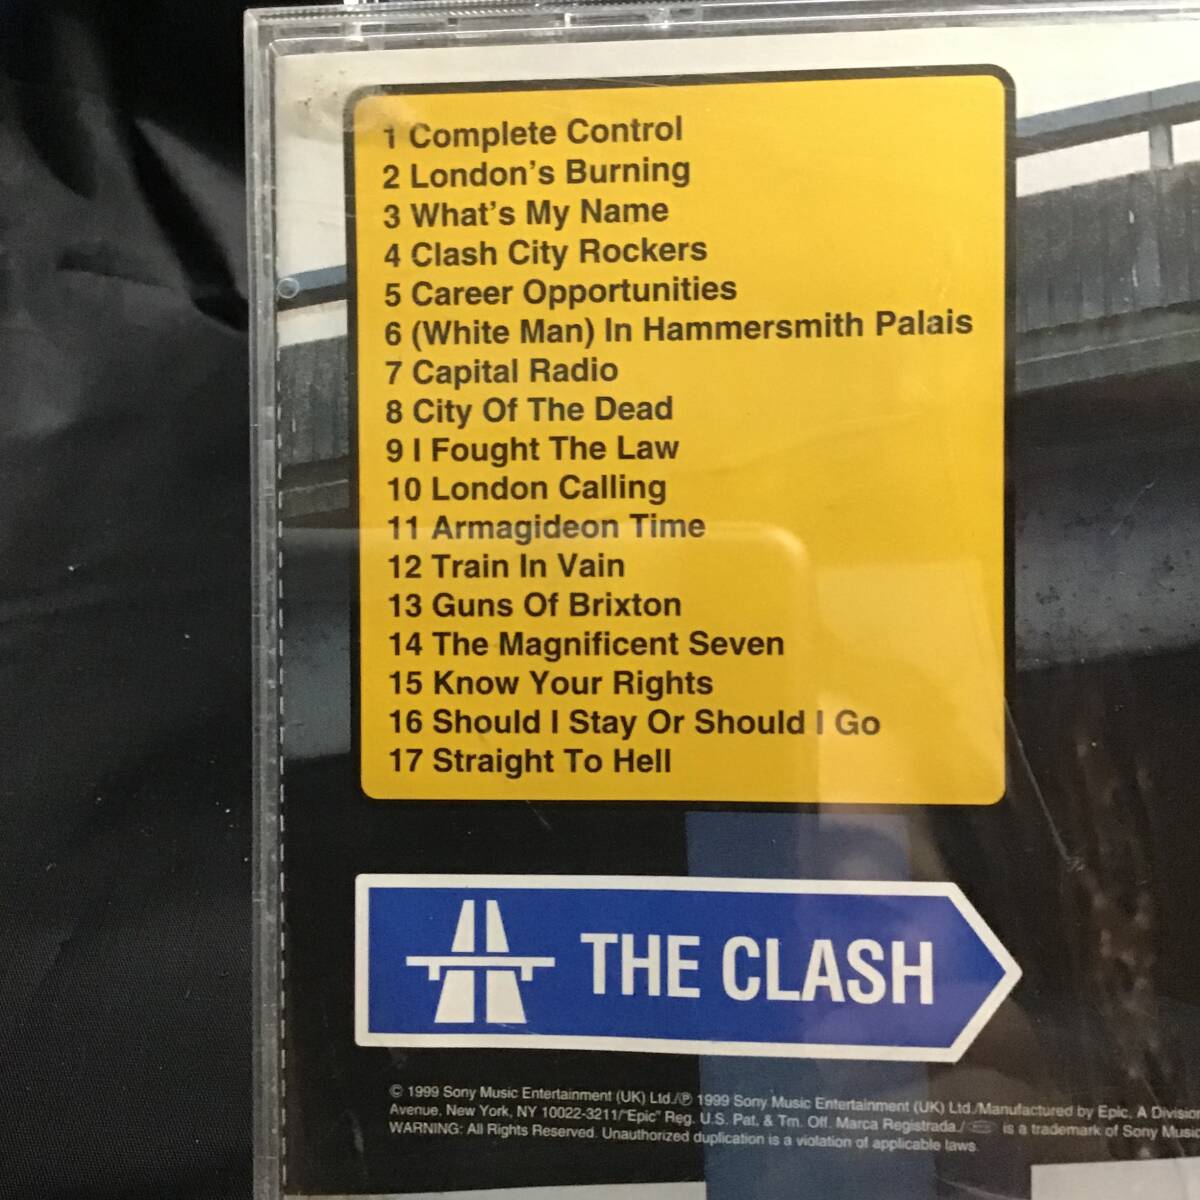 1 Complete Control
2 London's Burning
3 What's My Name
4 Clash City Rockers
5 Career Opportunities
6 (White Man) In Hammersmith Palais
7 Capital Radio
8 City Of The Dead
9 I Fought The Law
10 London Calling
11 Armagideon Time
12 Train In Vain
13 Guns Of Brixton
14 The Magnificent Seven
15 Know Your Rights
16 Should I Stay Or Should I Go
17 Straight To Hell
THE CLASH
© 1999 Sony Music Entertainment (UK) Ltd./℗ 1999 Sony Music Entertainment (UK) Ltd./Manufactured by Epic, A Division
Avenue, New York, NY 10022-3211/"Epic" Reg. U.S. Pat. & Tm. Off. Marca Registrada./ is a trademark of Sony Music
WARNING: All Rights Reserved. Unauthorized duplication is a violation of applicable laws.